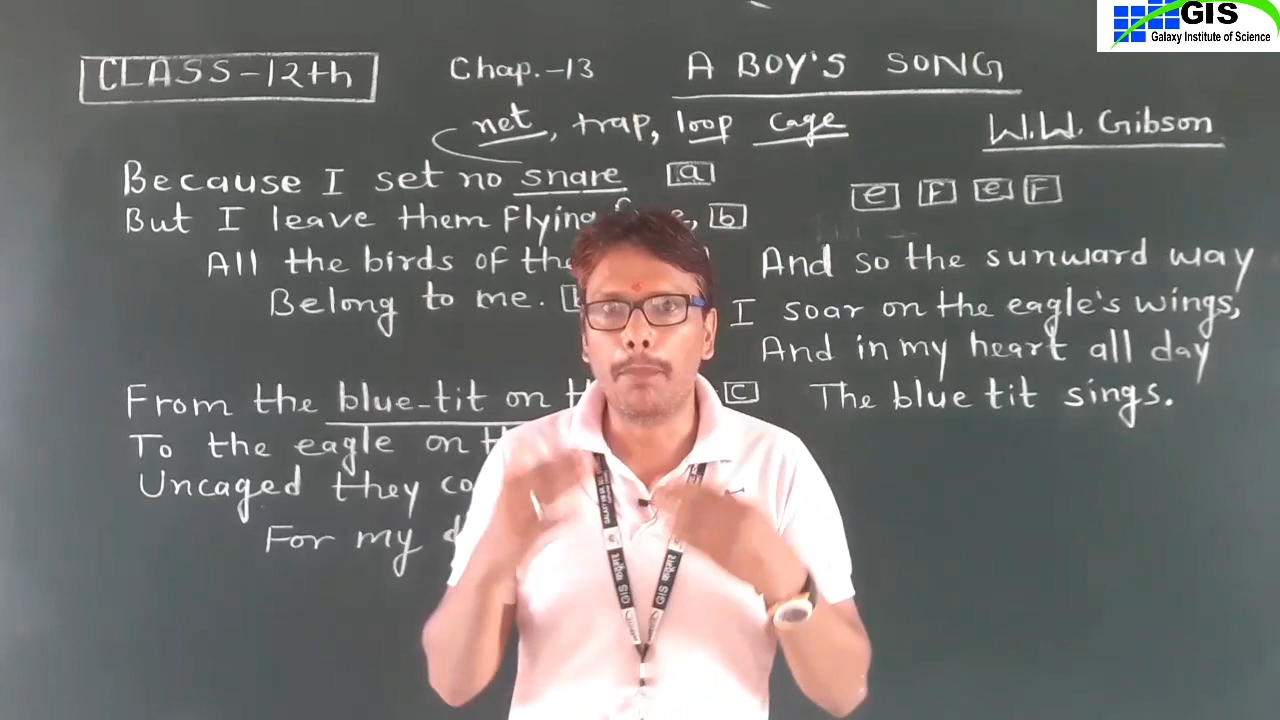 GIS
Galaxy Institute of Science
CLASS-12th
Chap.-13
A BOY'S SONG
net, trap, loop cage
W.W. Gibson
Because I set no snare a
But I leave them flying b
All the birds of the
Belong to me.
From the blue-tit on c
To the eagle on
Uncaged they
For my
e F e F
And so the sunward way
I soar on the eagle's wings,
And in my heart all day
The blue tit sings.
GIS
GIS